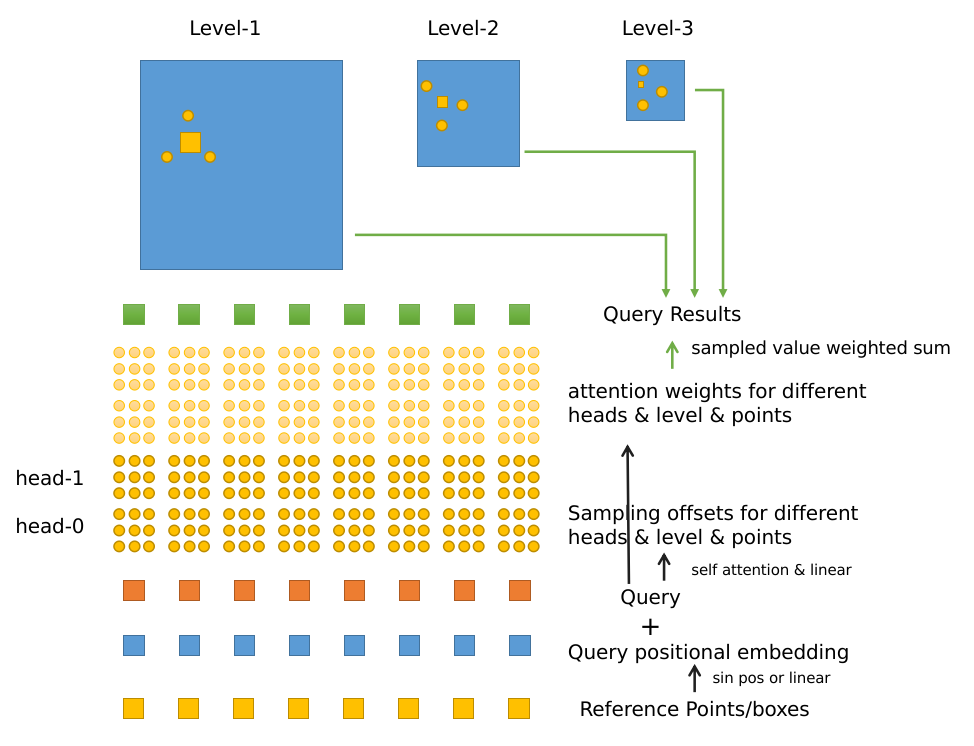 Level-1
Level-2
Level-3
Query Results
sampled value weighted sum
attention weights for different
heads & level & points
head-1
head-0
Sampling offsets for different
heads & level & points
self attention & linear
Query
+
Query positional embedding
sin pos or linear
Reference Points/boxes